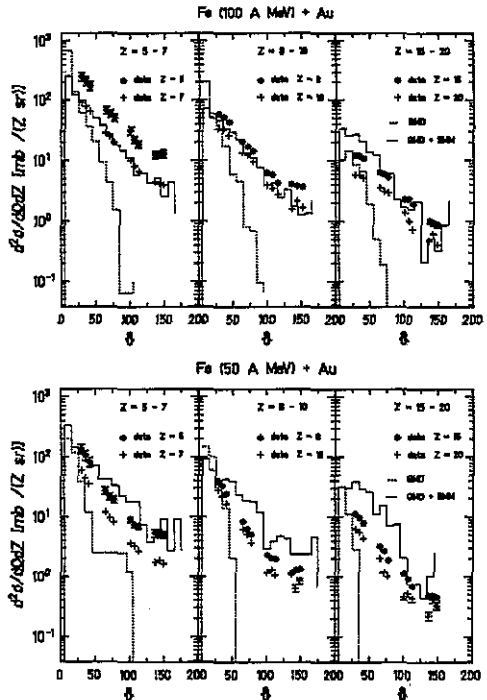 Fe (100 A MeV) + Au
Z = 5 - 7
data Z = 5
data Z = 7
Z = 8 - 10
data Z = 8
data Z = 10
Z = 15 - 20
data Z = 15
data Z = 20
QMD
QMD + SMM
d²σ/dΩdZ [mb /(Z sr)]
10³
10²
10¹
10⁰
10⁻¹
0 50 100 150 200 50 100 150 200 50 100 150 200
ϑ ϑ ϑ
Fe (50 A MeV) + Au
Z = 5 - 7
data Z = 5
data Z = 7
Z = 8 - 10
data Z = 8
data Z = 10
Z = 15 - 20
data Z = 15
data Z = 20
QMD
QMD + SMM
d²σ/dΩdZ [mb /(Z sr)]
10³
10²
10¹
10⁰
10⁻¹
0 50 100 150 200 50 100 150 200 50 100 150 200
ϑ ϑ ϑ